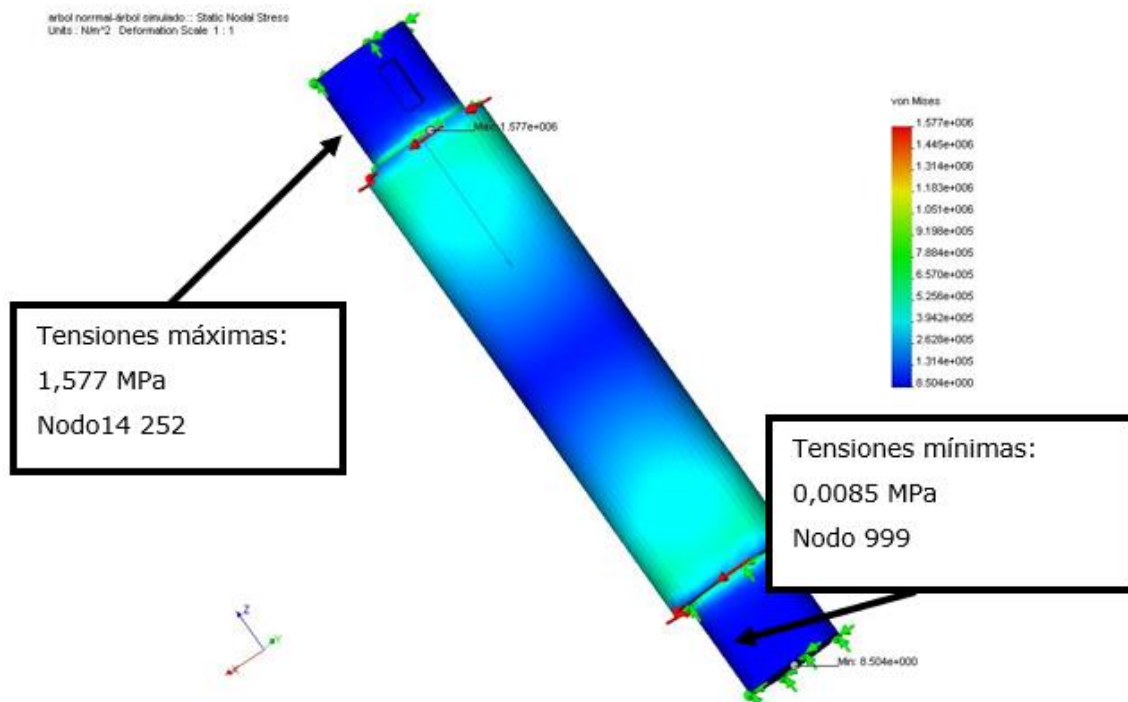 arbol norrmal-árbol simulado :: Static Nodal Stress
Units : N/m^2 Deformation Scale 1 : 1
von Mises
1.577e+006
1.445e+006
1.314e+006
1.183e+006
1.051e+006
9.198e+005
7.884e+005
6.570e+005
5.256e+005
3.942e+005
2.628e+005
1.314e+005
8.504e+000
Max: 1.577e+006
Tensiones máximas:
1,577 MPa
Nodo14 252
Tensiones mínimas:
0,0085 MPa
Nodo 999
Min: 8.504e+000
Z
Y
X